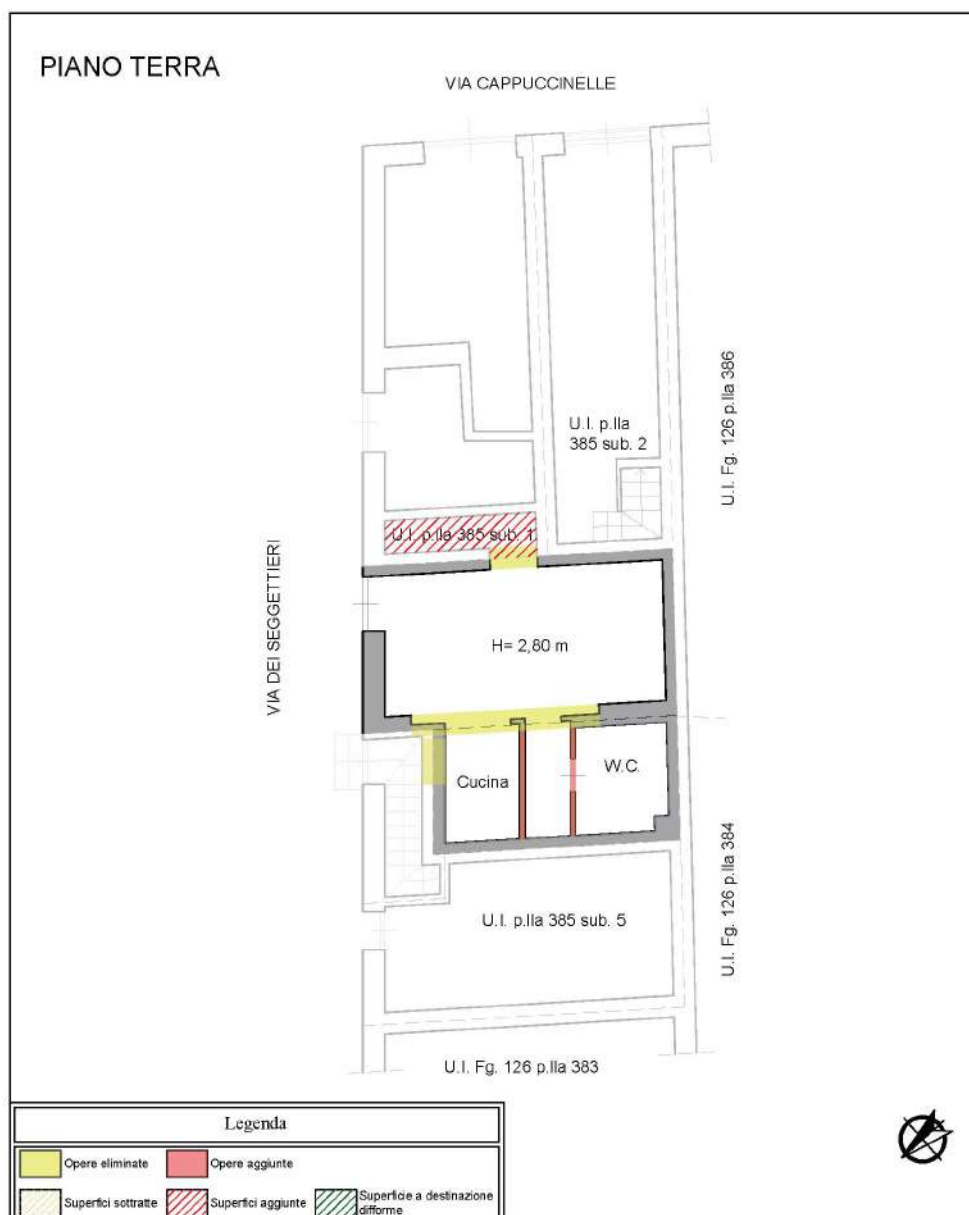 PIANO TERRA
VIA CAPPUCCINELLE
U.I. Fg. 126 p.lla 386
U.I. p.lla
385 sub. 2
U.I. p.lla 385 sub. 1
VIA DEI SEGGETTIERI
H= 2,80 m
Cucina
W.C.
U.I. Fg. 126 p.lla 384
U.I. p.lla 385 sub. 5
U.I. Fg. 126 p.lla 383
Legenda
Opere eliminate
Opere aggiunte
Superfici sottratte
Superfici aggiunte
Superficie a destinazione
difforme